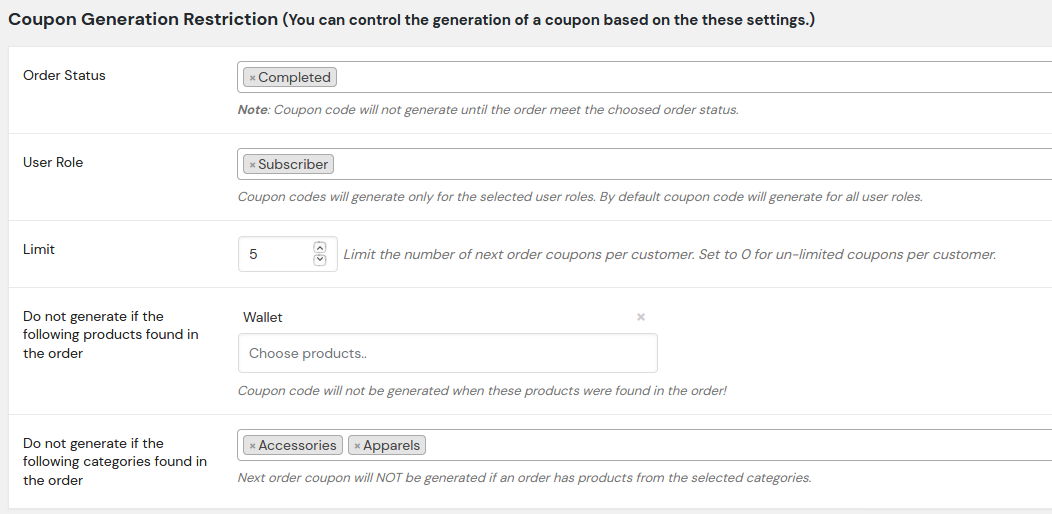 Coupon Generation Restriction (You can control the generation of a coupon based on the these settings.)
Order Status
× Completed
Note: Coupon code will not generate until the order meet the choosed order status.
User Role
× Subscriber
Coupon codes will generate only for the selected user roles. By default coupon code will generate for all user roles.
Limit
5
Limit the number of next order coupons per customer. Set to 0 for un-limited coupons per customer.
Do not generate if the
following products found in
the order
Wallet ×
Choose products..
Coupon code will not be generated when these products were found in the order!
Do not generate if the
following categories found in
the order
× Accessories × Apparels
Next order coupon will NOT be generated if an order has products from the selected categories.